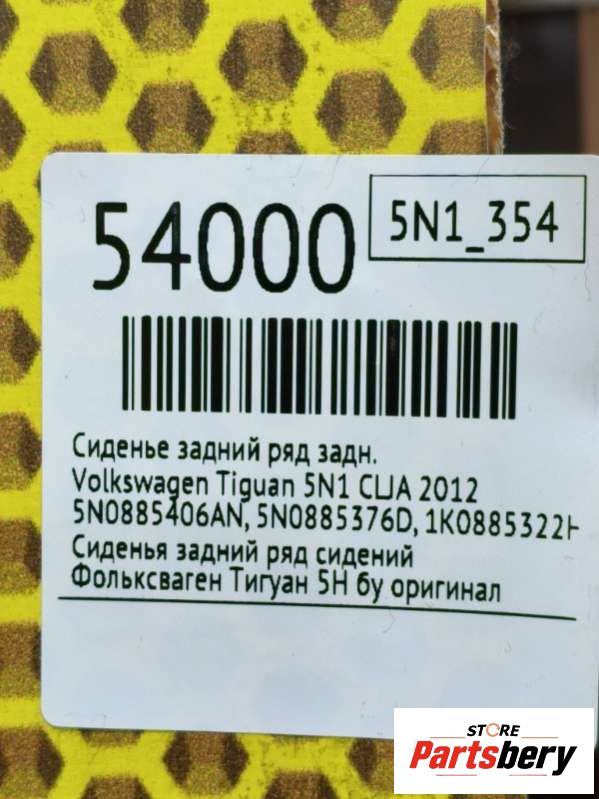 54000
5N1_354
Сиденье задний ряд задн.
Volkswagen Tiguan 5N1 CLJA 2012
5N0885406AN, 5N0885376D, 1K0885322
Сиденья задний ряд сидений
Фольксваген Тигуан 5Н бу оригинал
STORE
Partsbery